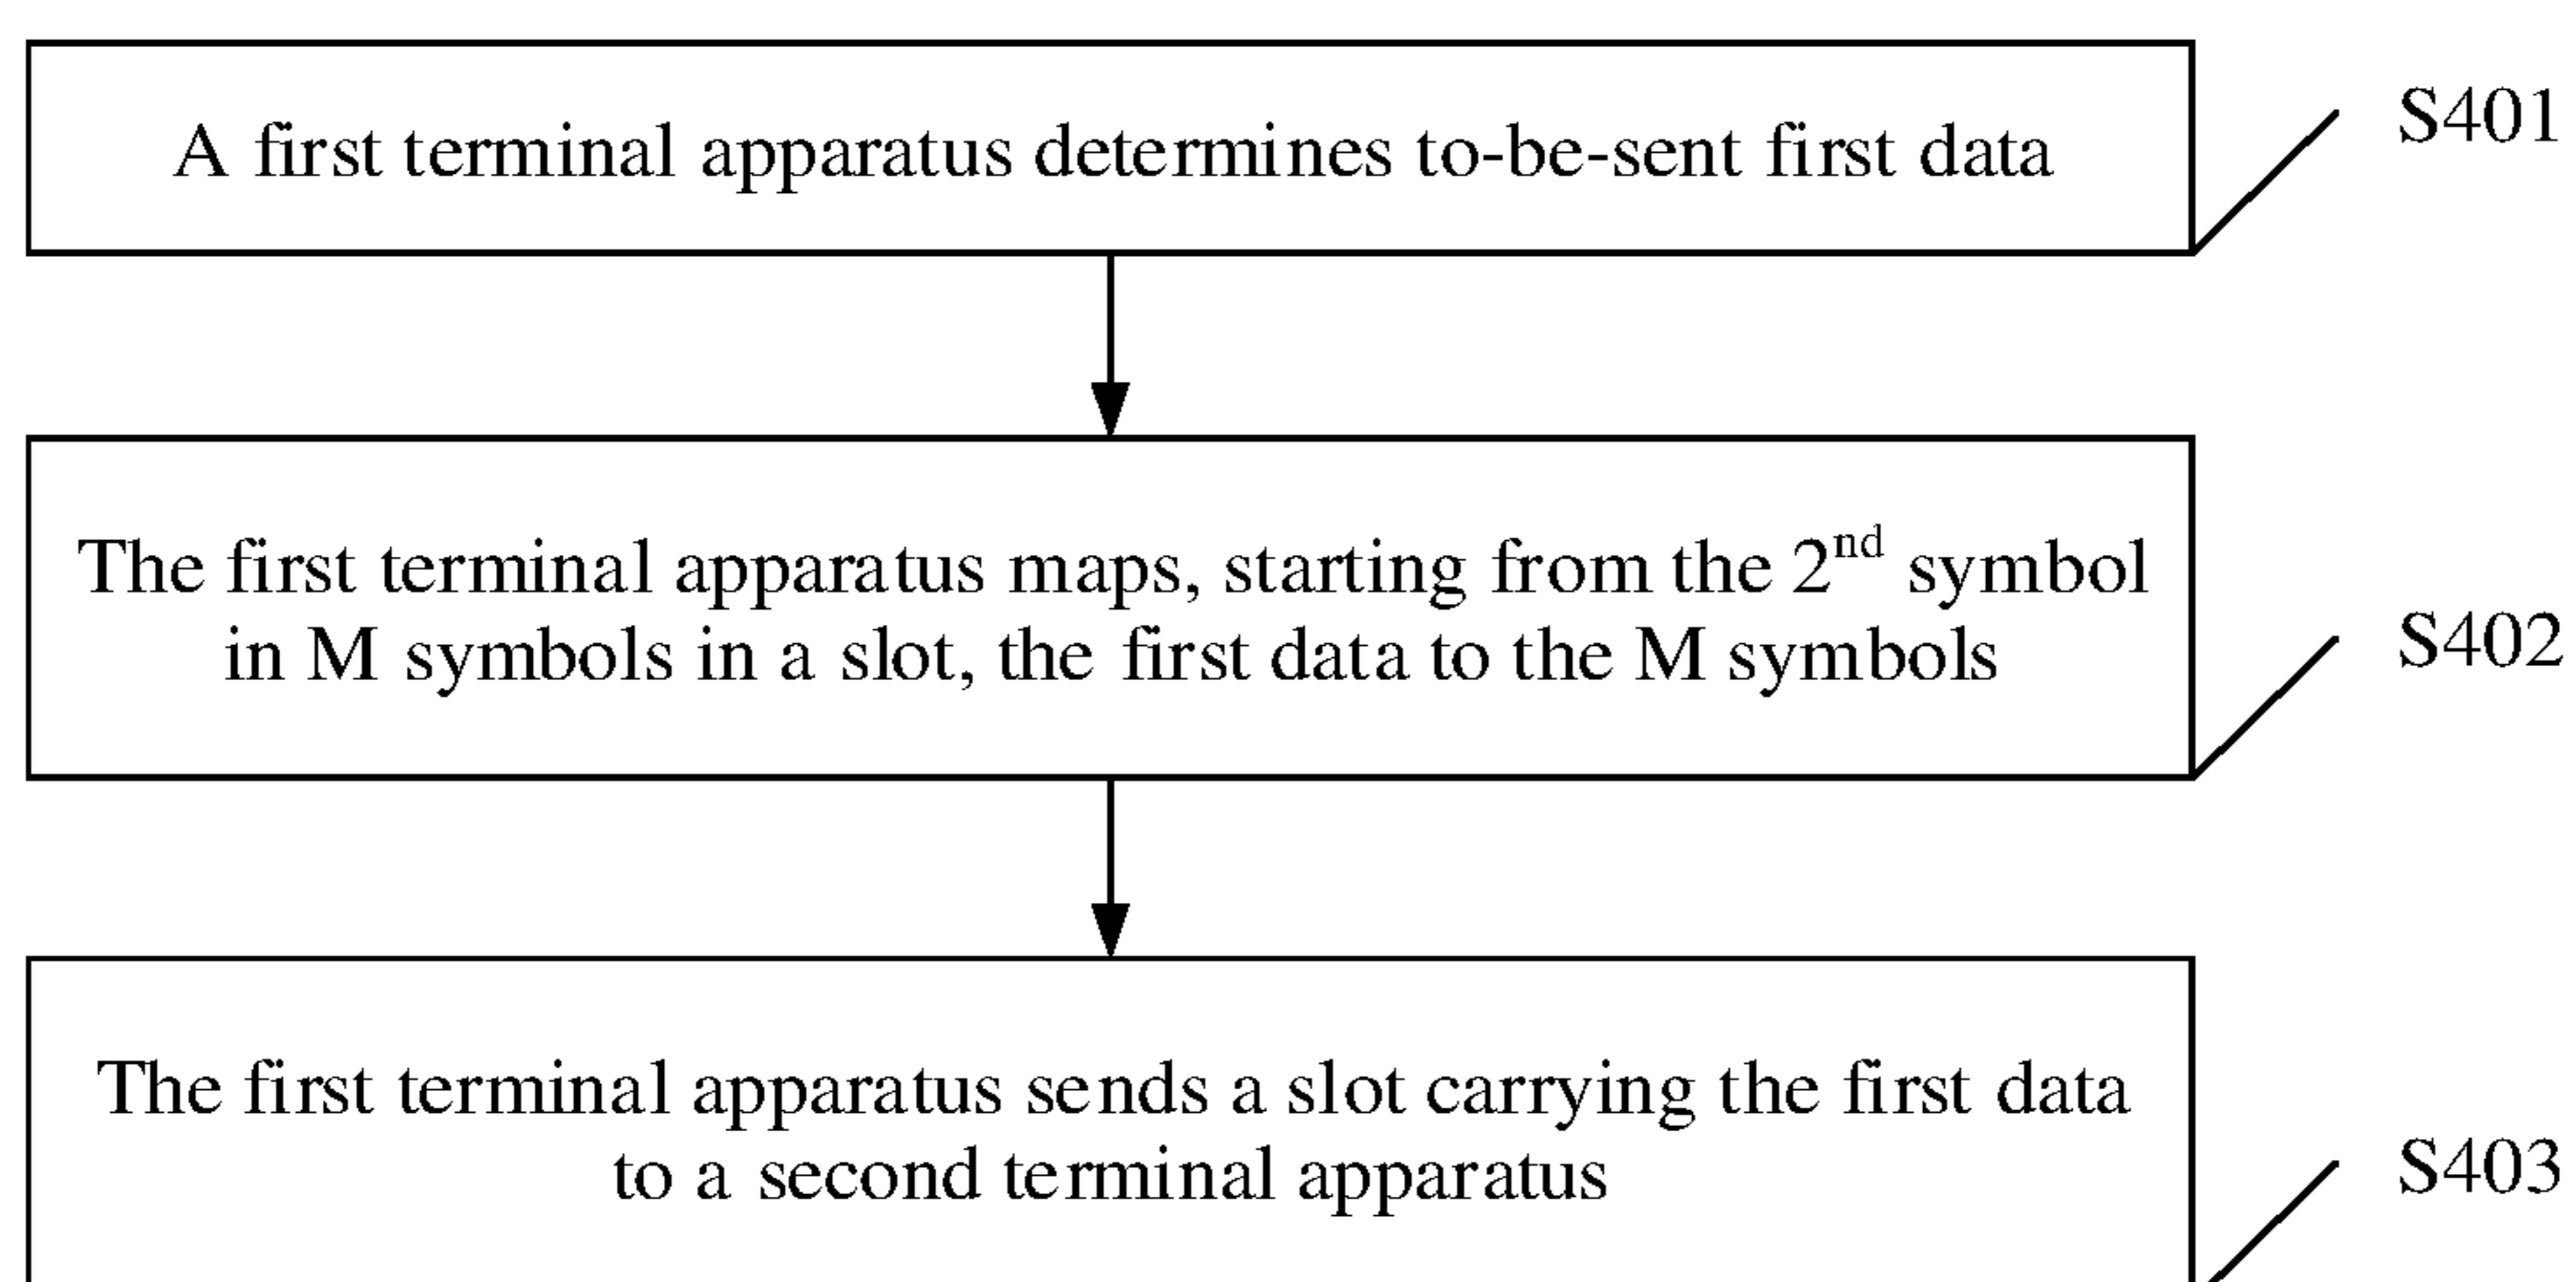 A first terminal apparatus determines to-be-sent first data
S401
The first terminal apparatus maps, starting from the 2nd symbol
in M symbols in a slot, the first data to the M symbols
S402
The first terminal apparatus sends a slot carrying the first data
to a second terminal apparatus
S403